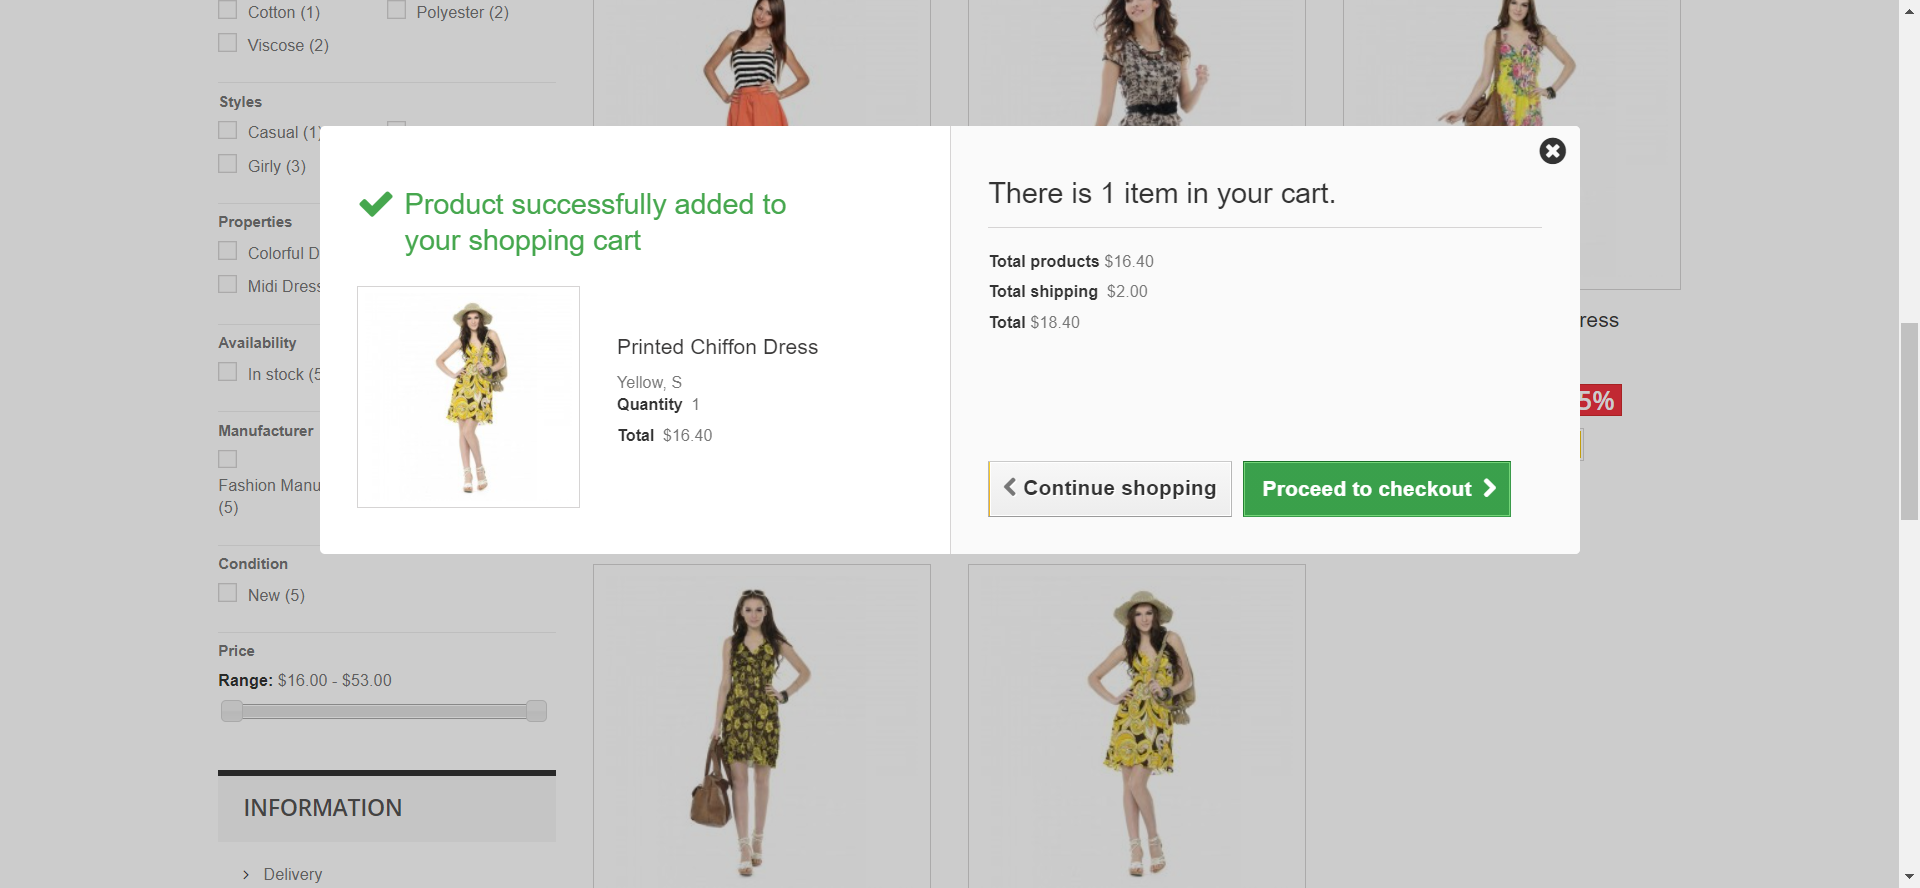 Cotton (1)
Polyester (2)
Viscose (2)
Styles
Casual (1)
Girly (3)
Properties
Colorful D
Midi Dress
Availability
In stock (5
Manufacturer
Fashion Manu
(5)
Condition
New (5)
Price
Range: $16.00 - $53.00
INFORMATION
Delivery
Product successfully added to
your shopping cart
Printed Chiffon Dress
Yellow, S
Quantity 1
Total $16.40
There is 1 item in your cart.
Total products $16.40
Total shipping $2.00
Total $18.40
Continue shopping
Proceed to checkout
ress
5%